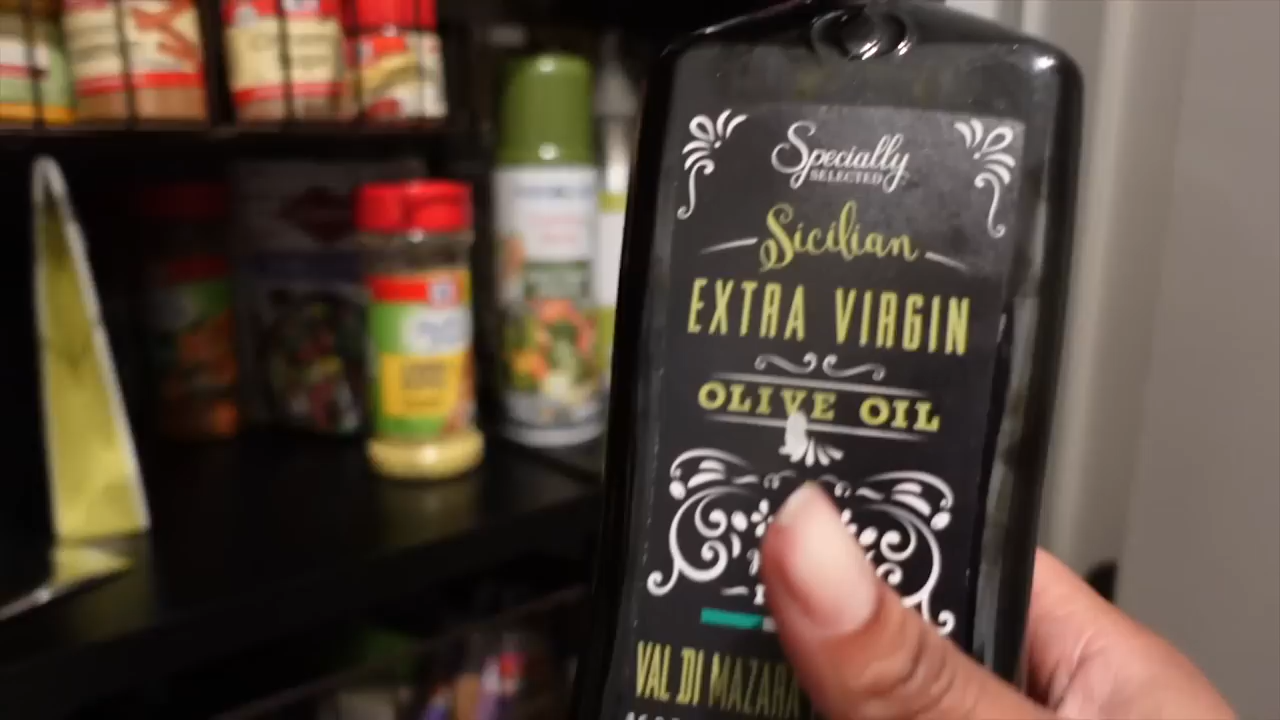 Specially
SELECTED
Sicilian
EXTRA VIRGIN
OLIVE OIL
VAL DI MAZARA